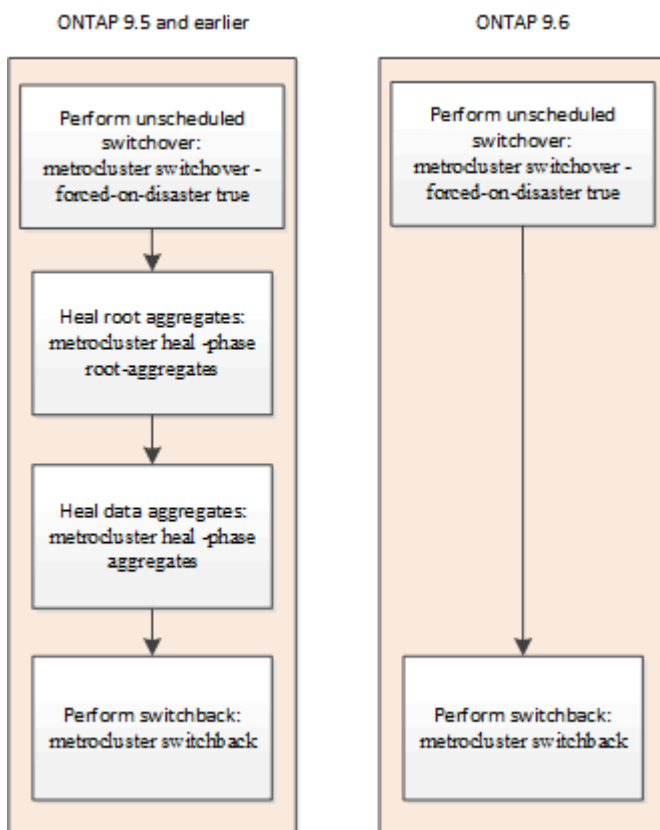 ONTAP 9.5 and earlier
Perform unscheduled
switchover:
metrocluster switchover -
forced-on-disaster true
Heal root aggregates:
metrocluster heal -phase
root-aggregates
Heal data aggregates:
metrocluster heal -phase
aggregates
Perform switchback:
metrocluster switchback
ONTAP 9.6
Perform unscheduled
switchover:
metrocluster switchover -
forced-on-disaster true
Perform switchback:
metrocluster switchback